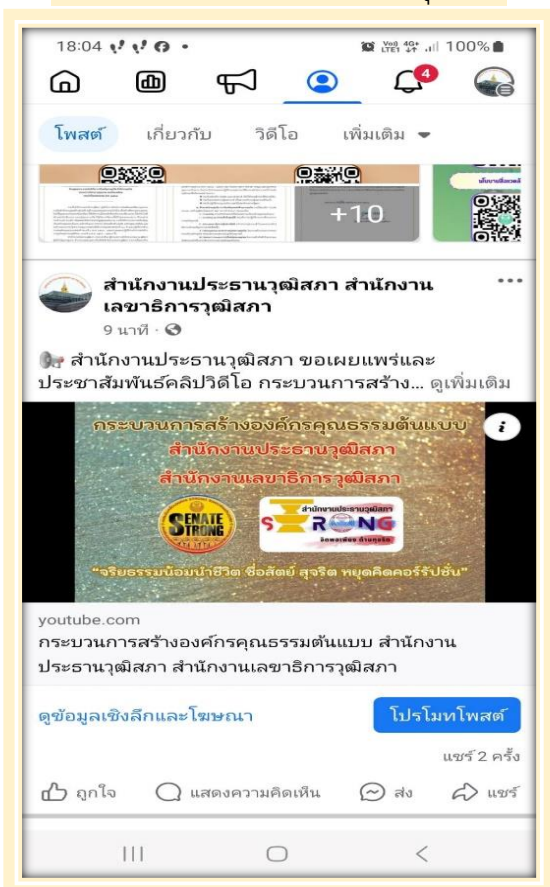 18:04
Vo)) 4G+
LTE1
100%
4
โพสต์
เกี่ยวกับ
วิดีโอ
เพิ่มเติม
+10
สำนักงานประธานวุฒิสภา สำนักงาน
เลขาธิการวุฒิสภา
9 นาที ·
สำนักงานประธานวุฒิสภา ขอเผยแพร่และ
ประชาสัมพันธ์คลิปวิดีโอ กระบวนการสร้าง... ดูเพิ่มเติม
กระบวนการสร้างองค์กรคุณธรรมต้นแบบ
สำนักงานประธานวุฒิสภา
สำนักงานเลขาธิการวุฒิสภา
SENATE
STRONG
สำนักงานประธานวุฒิสภา
STRONG
จิตพอเพียง ต้านทุจริต
"จริยธรรมน้อมนำชีวิต ซื่อสัตย์ สุจริต หยุดคิดคอร์รัปชั่น"
youtube.com
กระบวนการสร้างองค์กรคุณธรรมต้นแบบ สำนักงาน
ประธานวุฒิสภา สำนักงานเลขาธิการวุฒิสภา
ดูข้อมูลเชิงลึกและโฆษณา
โปรโมทโพสต์
แชร์ 2 ครั้ง
ถูกใจ
แสดงความคิดเห็น
ส่ง
แชร์